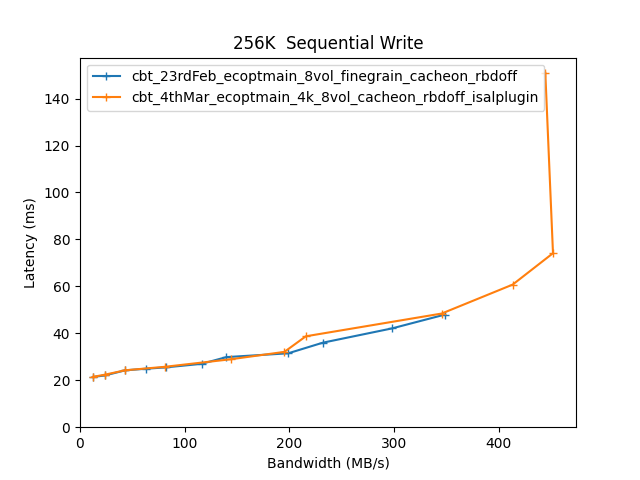 256K  Sequential Write
cbt_23rdFeb_ecoptmain_8vol_finegrain_cacheon_rbdoff
cbt_4thMar_ecoptmain_4k_8vol_cacheon_rbdoff_isalplugin
Latency (ms)
140
120
100
80
60
40
20
0
0 100 200 300 400
Bandwidth (MB/s)